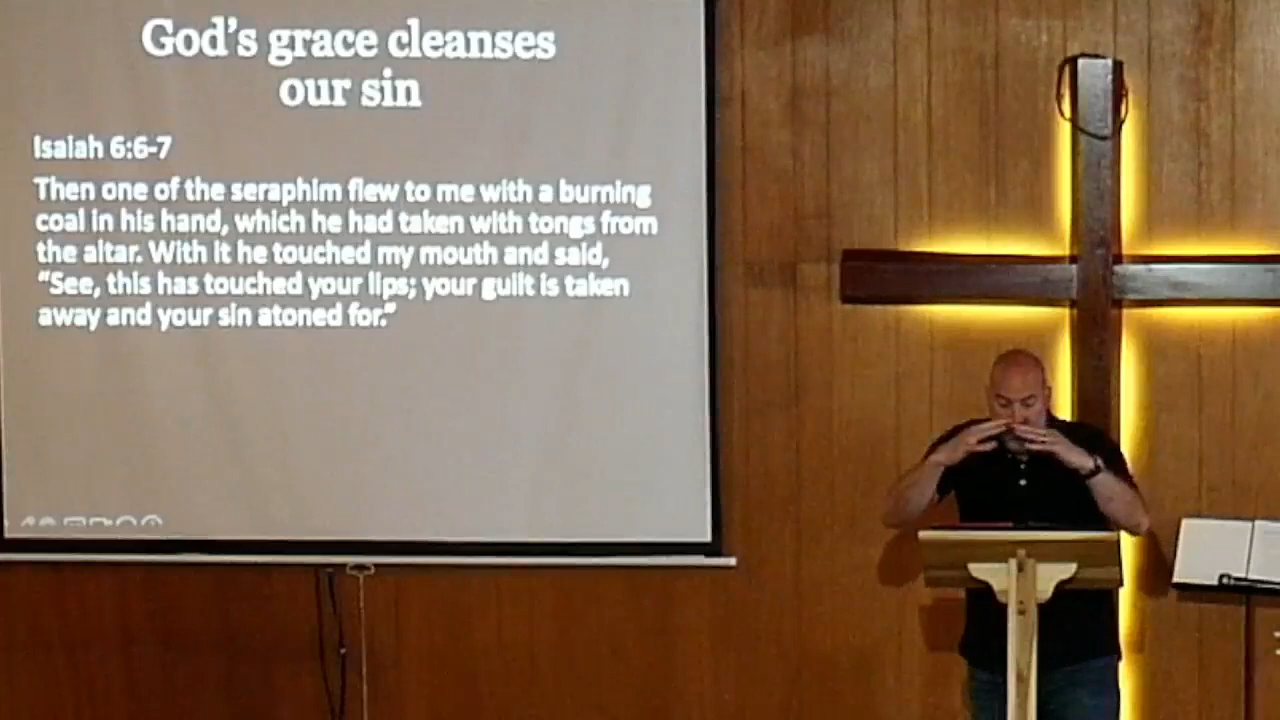 God's grace cleanses
our sin
Isaiah 6:6-7
Then one of the seraphim flew to me with a burning
coal in his hand, which he had taken with tongs from
the altar. With it he touched my mouth and said,
“See, this has touched your lips; your guilt is taken
away and your sin atoned for.”